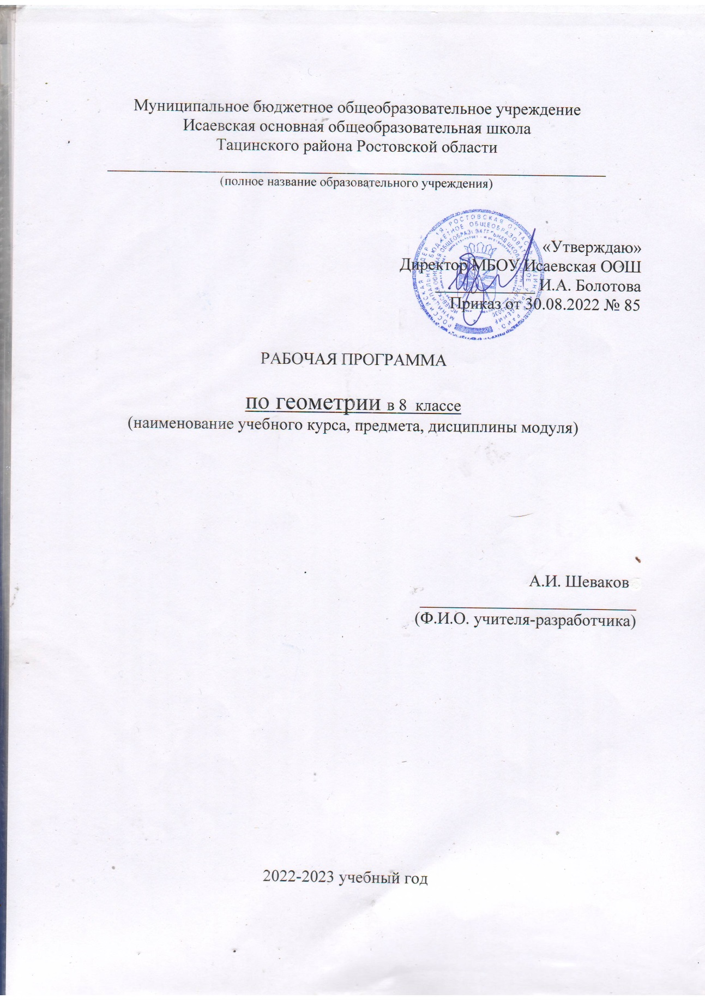 Муниципальное бюджетное общеобразовательное учреждение
Исаевская основная общеобразовательная школа
Тацинского района Ростовской области
(полное название образовательного учреждения)
«Утверждаю»
Директор МБОУ Исаевская ООШ
И.А. Болотова
Приказ от 30.08.2022 № 85
РАБОЧАЯ ПРОГРАММА
по геометрии в 8 классе
(наименование учебного курса, предмета, дисциплины модуля)
А.И. Шеваков
(Ф.И.О. учителя-разработчика)
2022-2023 учебный год